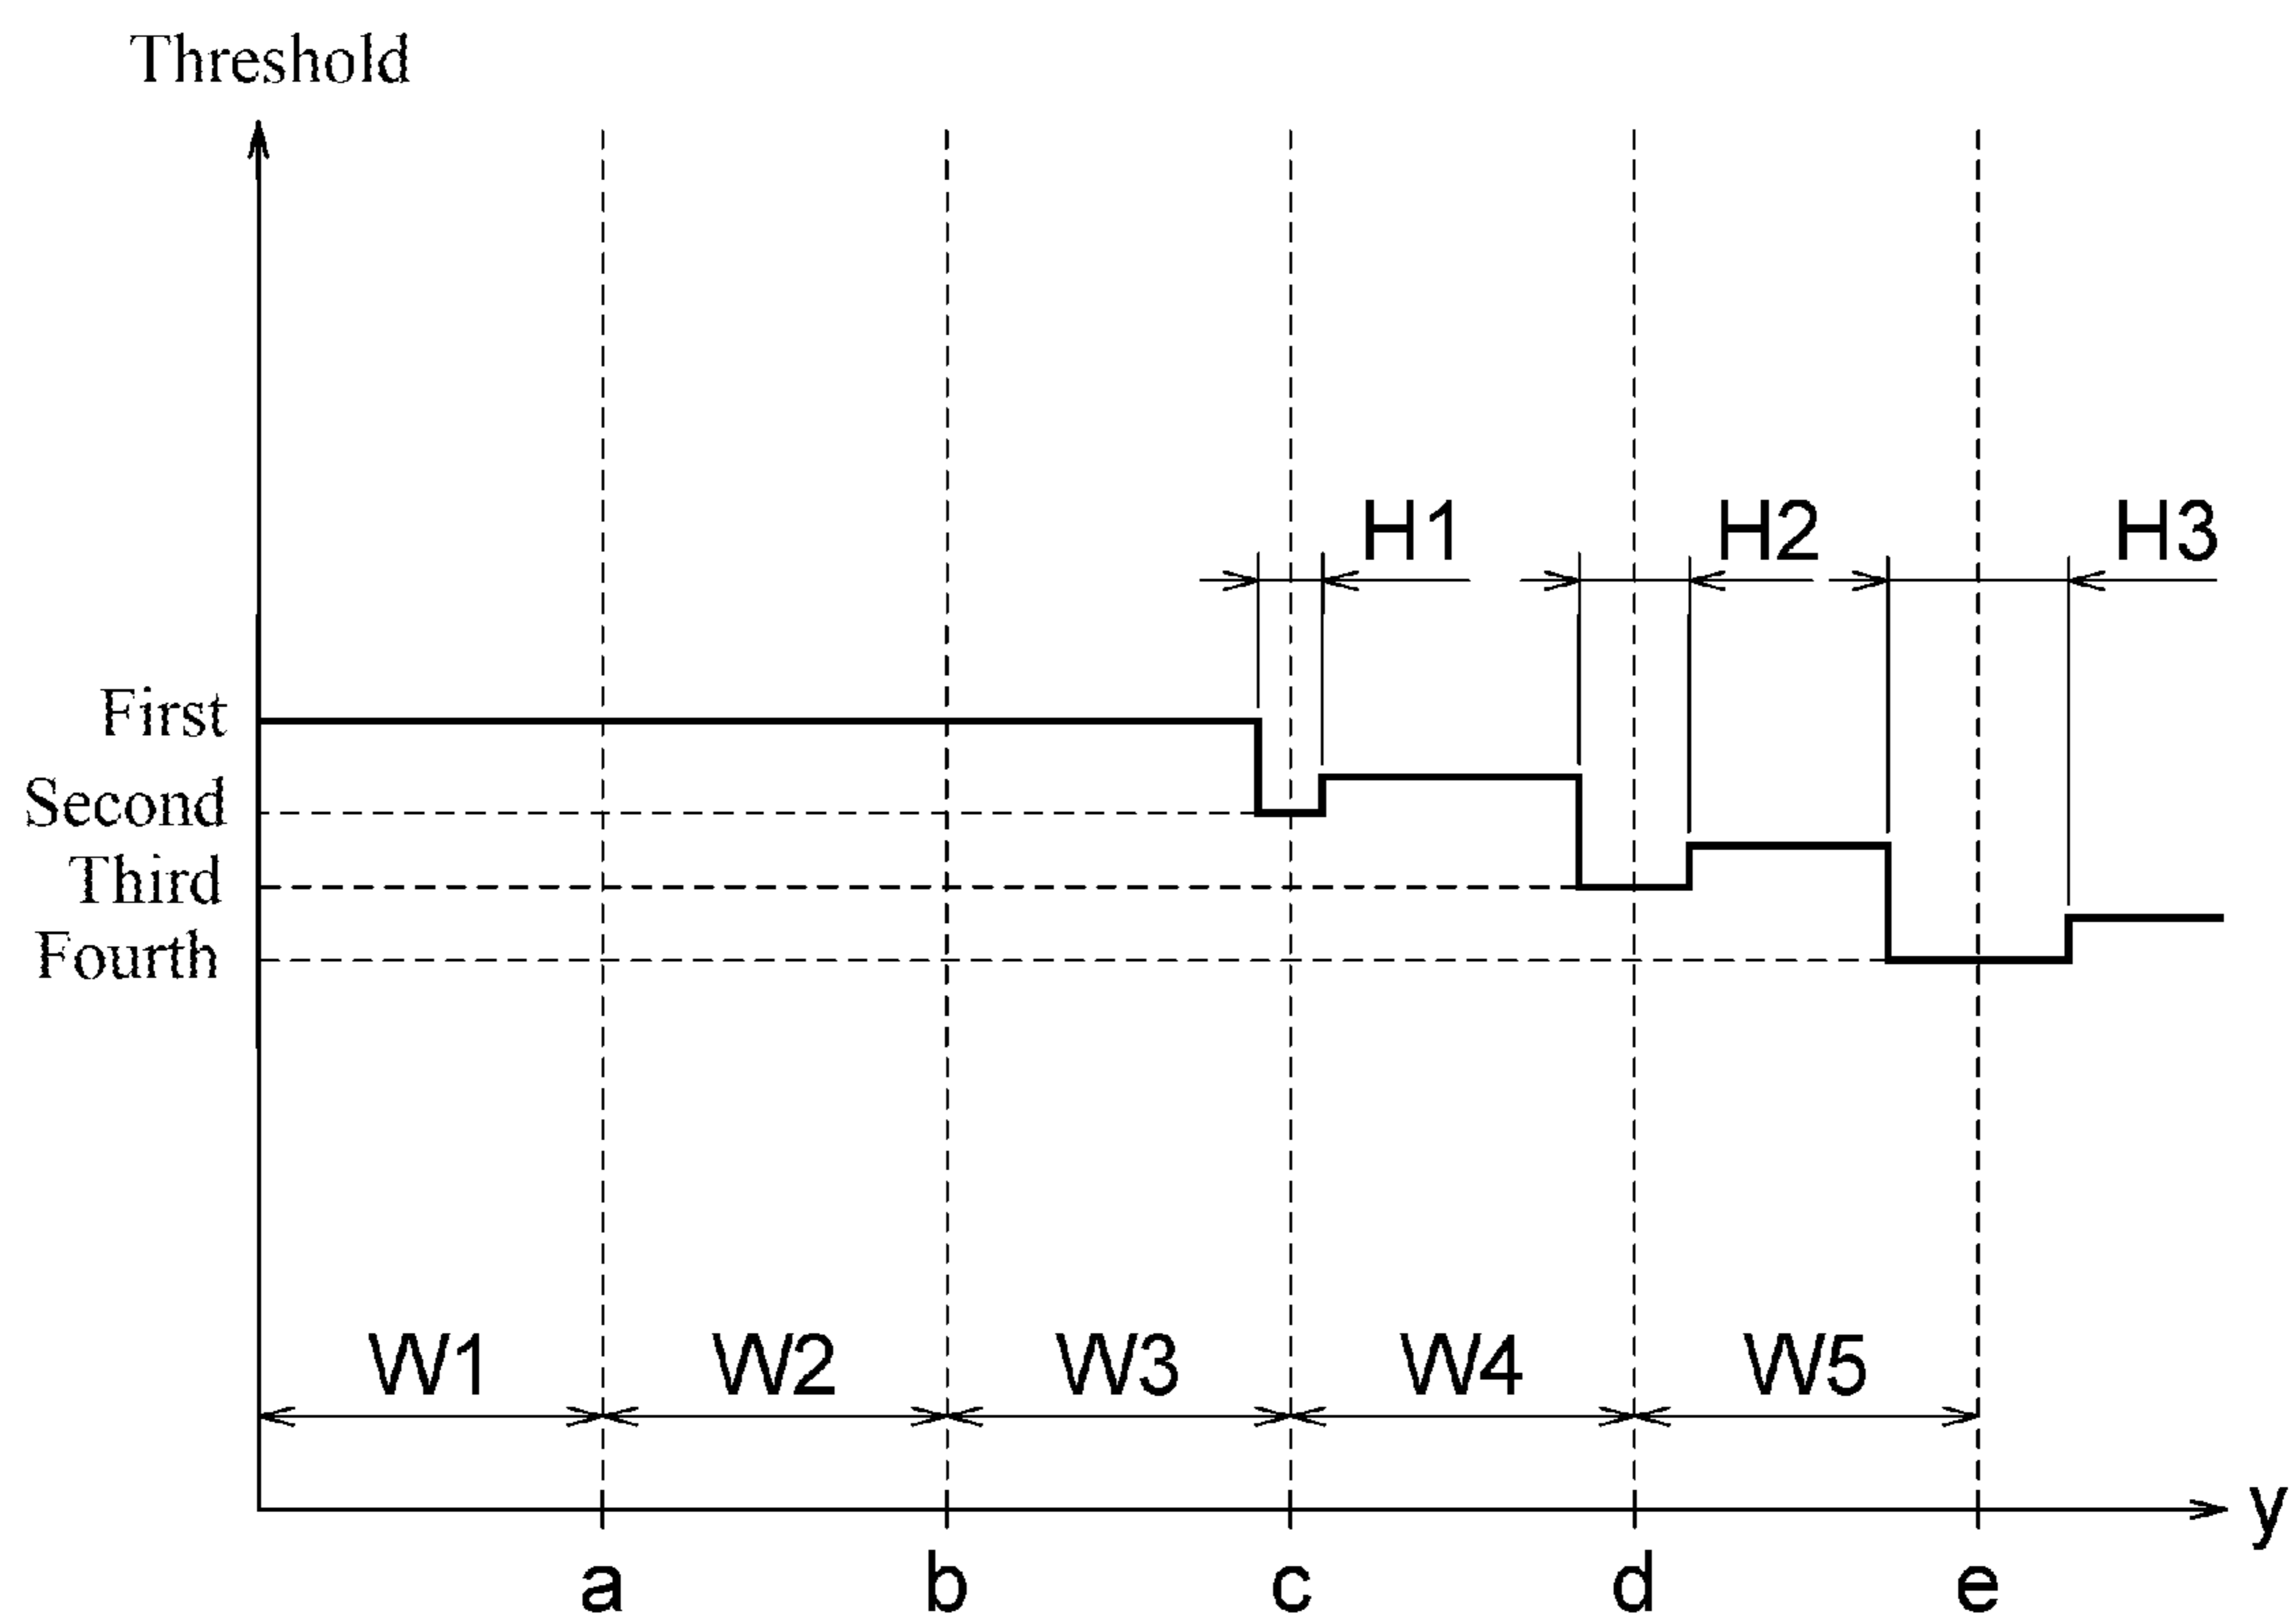 Threshold
H1 H2 H3
First
Second
Third
Fourth
W1 W2 W3 W4 W5
y
a b c d e